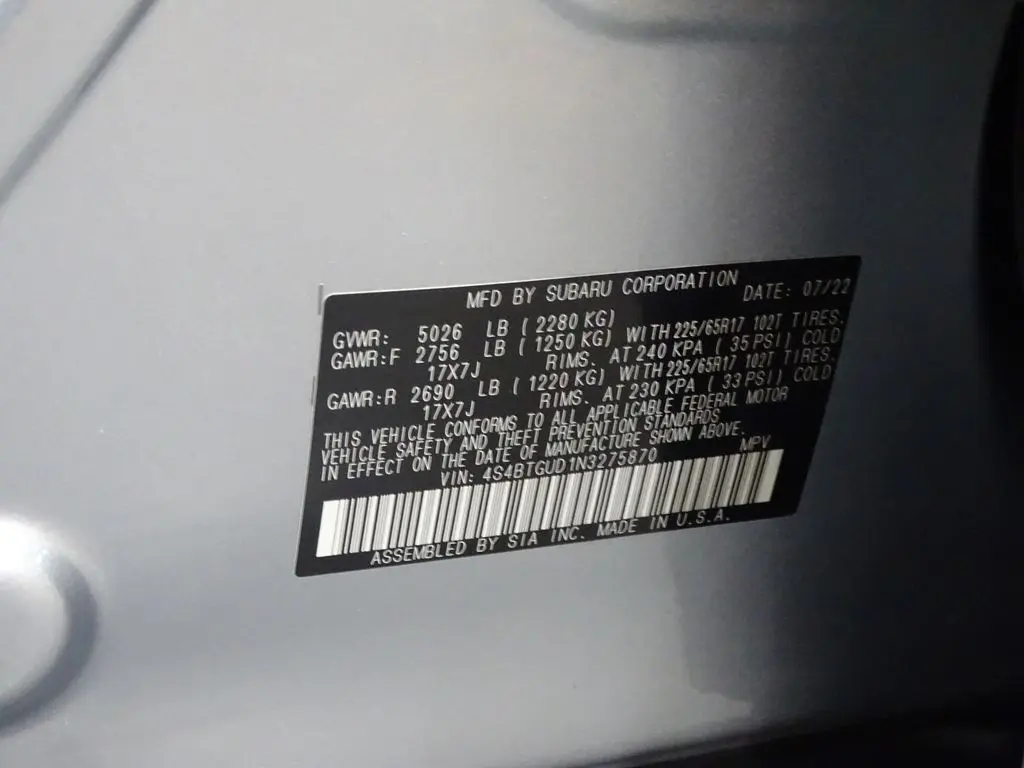 MFD BY SUBARU CORPORATION DATE: 07/22
GVWR: 5026 LB ( 2280 KG)
GAWR:F 2756 LB ( 1250 KG) WITH 225/65R17 102T TIRES.
17X7J RIMS. AT 240 KPA ( 35 PSI) COLD
GAWR:R 2690 LB ( 1220 KG) WITH 225/65R17 102T TIRES.
17X7J RIMS. AT 230 KPA ( 33 PSI) COLD
THIS VEHICLE CONFORMS TO ALL APPLICABLE FEDERAL MOTOR
VEHICLE SAFETY AND THEFT PREVENTION STANDARDS
IN EFFECT ON THE DATE OF MANUFACTURE SHOWN ABOVE.
VIN: 4S4BTGUD1N3275870 MPV
ASSEMBLED BY SIA INC. MADE IN U.S.A.